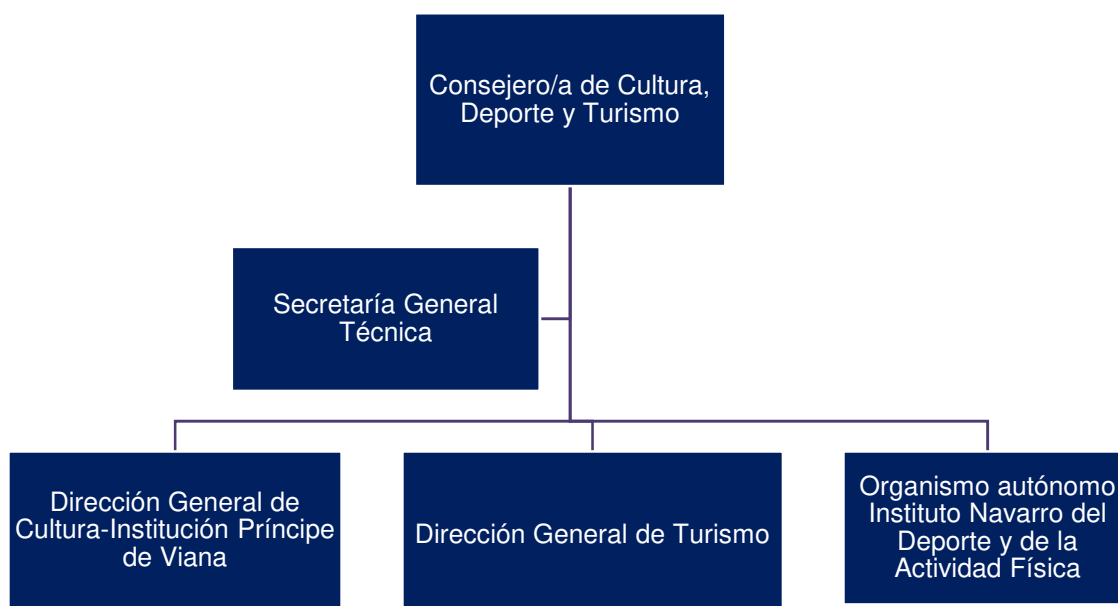 Consejero/a de Cultura,
Deporte y Turismo
Secretaría General
Técnica
Dirección General de
Cultura-Institución Príncipe
de Viana
Dirección General de Turismo
Organismo autónomo
Instituto Navarro del
Deporte y de la
Actividad Física